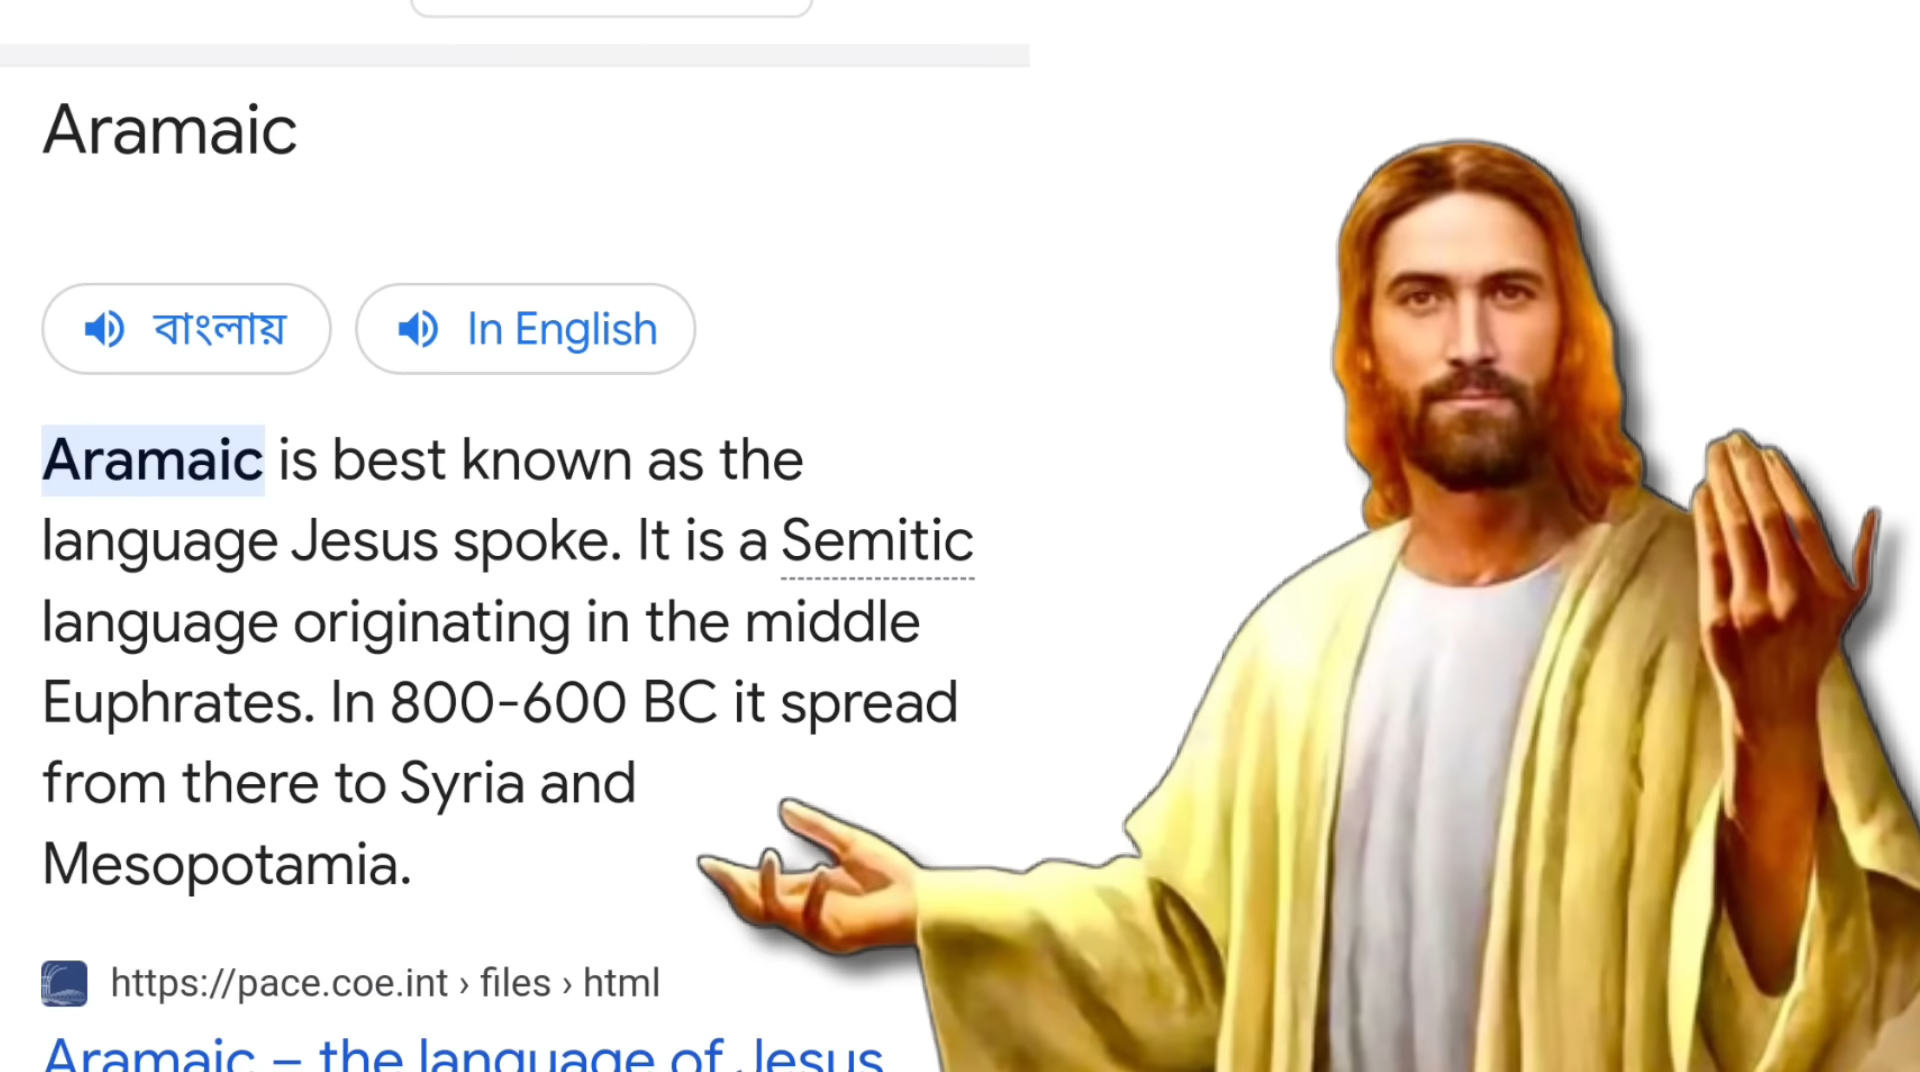 Aramaic
বাংলায় In English
Aramaic is best known as the
language Jesus spoke. It is a Semitic
language originating in the middle
Euphrates. In 800-600 BC it spread
from there to Syria and
Mesopotamia.
https://pace.coe.int › files › html
Aramaic – the language of Jesus